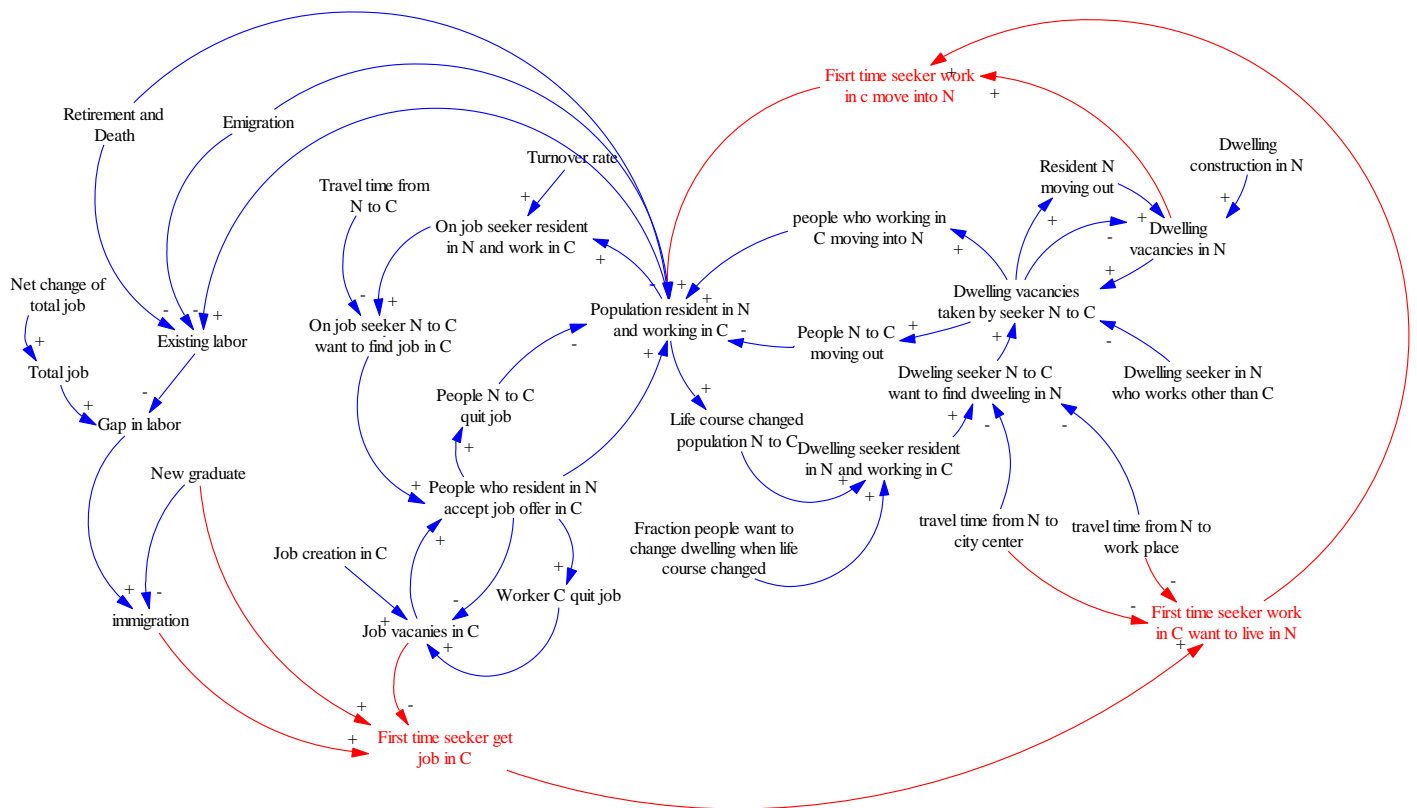 Fisrt time seeker work
in c move into N
Retirement and
Death
Emigration
Turnover rate
Travel time from
N to C
On job seeker resident
in N and work in C
people who working in
C moving into N
Resident N
moving out
Dwelling
construction in N
Dwelling
vacancies in N
Net change of
total job
Existing labor
On job seeker N to C
want to find job in C
Population resident in N
and working in C
Dwelling vacancies
taken by seeker N to C
People N to C
moving out
Total job
Gap in labor
People N to C
quit job
Life course changed
population N to C
Dweling seeker N to C
want to find dweeling in N
Dwelling seeker in N
who works other than C
Dwelling seeker resident
in N and working in C
New graduate
People who resident in N
accept job offer in C
Fraction people want to
change dwelling when life
course changed
travel time from N to
city center
travel time from N to
work place
Job creation in C
Worker C quit job
immigration
Job vacanies in C
First time seeker work
in C want to live in N
First time seeker get
job in C